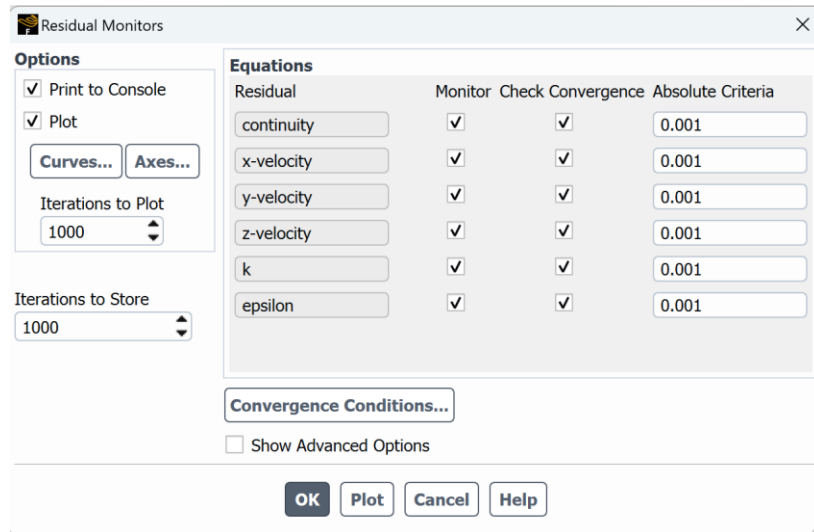 Residual Monitors
Options
Print to Console
Plot
Curves... Axes...
Iterations to Plot
1000
Iterations to Store
1000
Equations
Residual Monitor Check Convergence Absolute Criteria
continuity 0.001
x-velocity 0.001
y-velocity 0.001
z-velocity 0.001
k 0.001
epsilon 0.001
Convergence Conditions...
Show Advanced Options
OK Plot Cancel Help